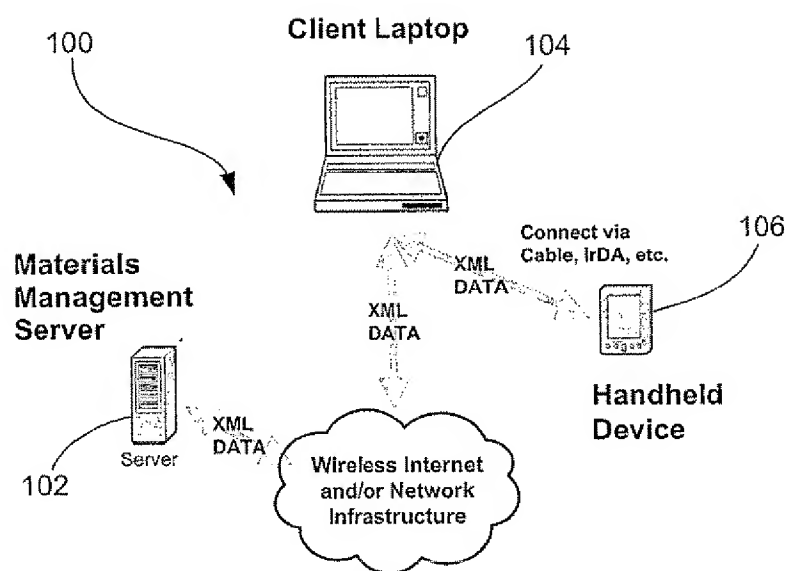 Client Laptop
100
104
Connect via
Cable, IrDA, etc.
106
XML
DATA
Materials
Management
Server
XML
DATA
Handheld
Device
XML
DATA
Server
102
Wireless Internet
and/or Network
Infrastructure